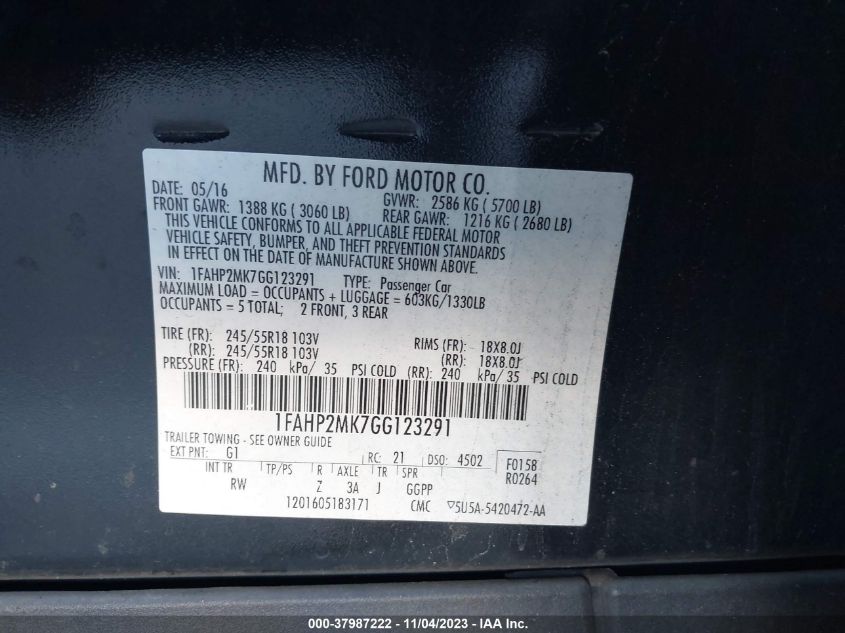 MFD. BY FORD MOTOR CO.
DATE: 05/16 GVWR: 2586 KG ( 5700 LB)
FRONT GAWR: 1388 KG ( 3060 LB) REAR GAWR: 1216 KG ( 2680 LB)
THIS VEHICLE CONFORMS TO ALL APPLICABLE FEDERAL MOTOR
VEHICLE SAFETY, BUMPER, AND THEFT PREVENTION STANDARDS
IN EFFECT ON THE DATE OF MANUFACTURE SHOWN ABOVE.
VIN: 1FAHP2MK7GG123291 TYPE: Passenger Car
MAXIMUM LOAD = OCCUPANTS + LUGGAGE = 603KG/1330LB
OCCUPANTS = 5 TOTAL; 2 FRONT, 3 REAR
TIRE (FR): 245/55R18 103V RIMS (FR): 18X8.0J
(RR): 245/55R18 103V (RR): 18X8.0J
PRESSURE (FR): 240 kPa/ 35 PSI COLD (RR): 240 kPa/ 35 PSI COLD
1FAHP2MK7GG123291
TRAILER TOWING - SEE OWNER GUIDE
EXT PNT: G1 RC: 21 DSO: 4502 F0158
R0264
INT TR TP/PS R AXLE TR SPR
RW Z 3A J GGPP
1201605183171 CMC ▽5U5A-5420472-AA
000-37987222 - 11/04/2023 - © IAA, Inc.